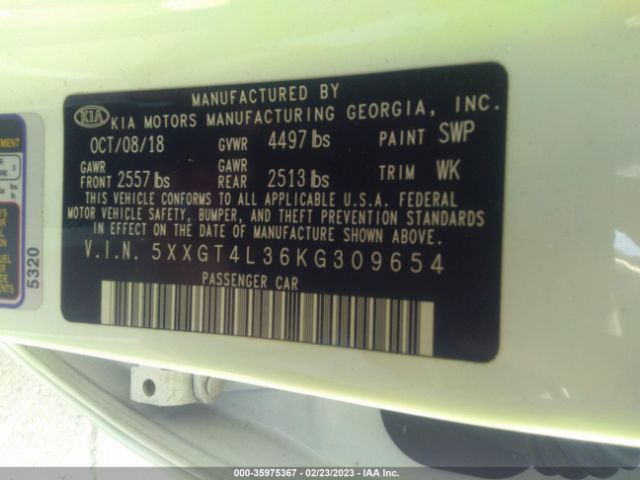 MANUFACTURED BY
KIA KIA MOTORS MANUFACTURING GEORGIA, INC.
OCT/08/18 GVWR 4497 lbs PAINT SWP
GAWR FRONT 2557 lbs GAWR REAR 2513 lbs TRIM WK
THIS VEHICLE CONFORMS TO ALL APPLICABLE U.S.A. FEDERAL
MOTOR VEHICLE SAFETY, BUMPER, AND THEFT PREVENTION STANDARDS
IN EFFECT ON THE DATE OF MANUFACTURE SHOWN ABOVE.
V.I.N. 5XXGT4L36KG309654
PASSENGER CAR
5320
000-35975367 - 02/23/2023 - IAA Inc.